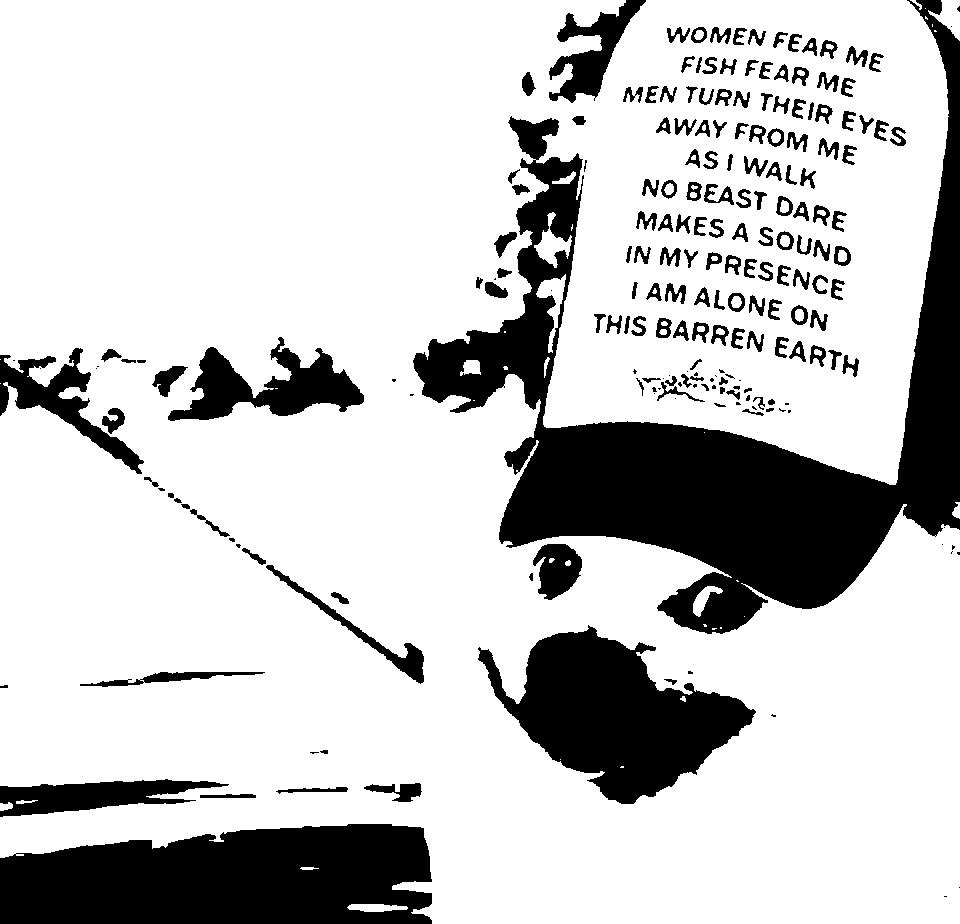 WOMEN FEAR ME
FISH FEAR ME
MEN TURN THEIR EYES
AWAY FROM ME
AS I WALK
NO BEAST DARE
MAKES A SOUND
IN MY PRESENCE
I AM ALONE ON
THIS BARREN EARTH